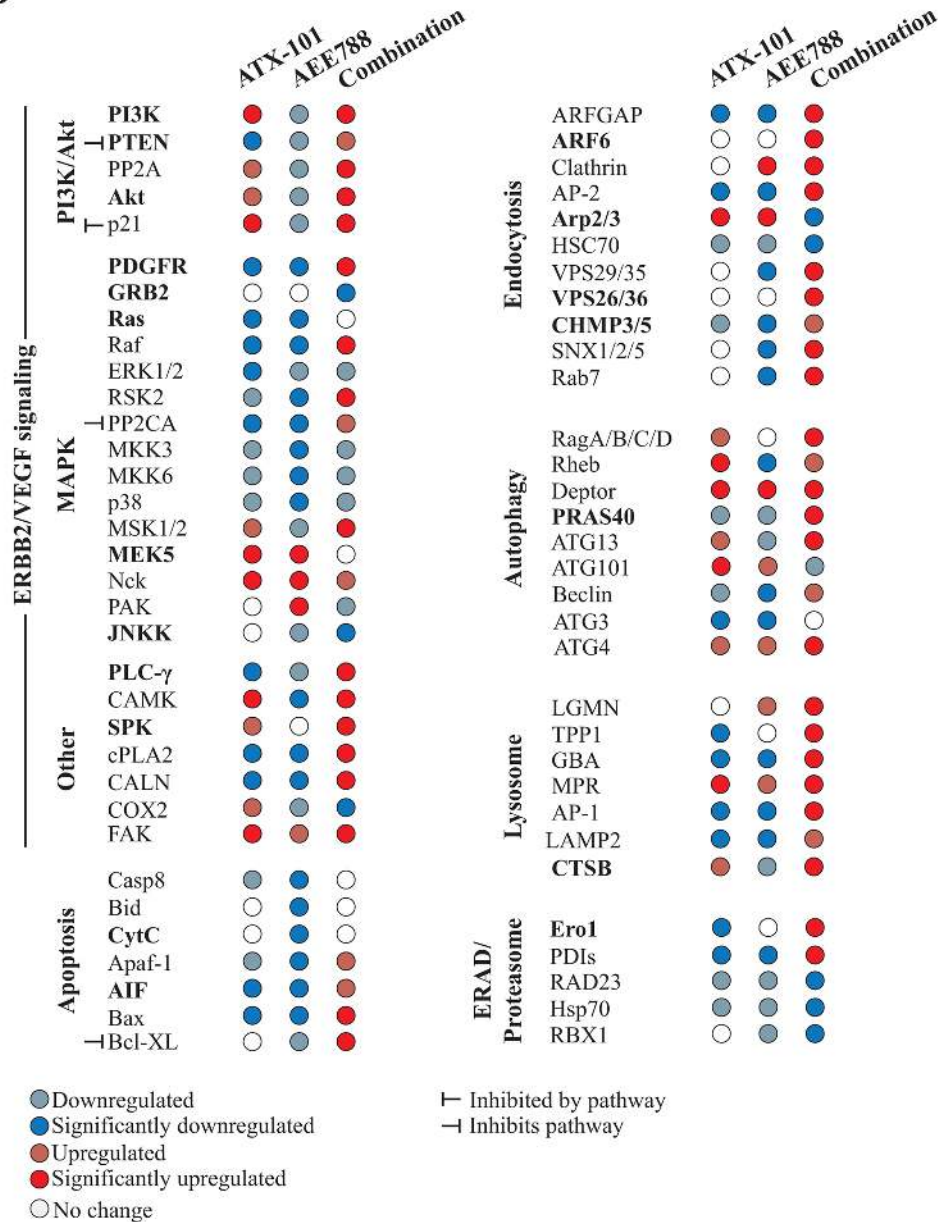 ATX-101
AEE788
Combination
ERBB2/VEGF signaling
PI3K/Akt
PI3K
⊣ PTEN
PP2A
Akt
⊢ p21
MAPK
PDGFR
GRB2
Ras
Raf
ERK1/2
RSK2
⊣ PP2CA
MKK3
MKK6
p38
MSK1/2
MEK5
Nck
PAK
JNKK
Other
PLC-γ
CAMK
SPK
cPLA2
CALN
COX2
FAK
Apoptosis
Casp8
Bid
CytC
Apaf-1
AIF
Bax
⊣ Bcl-XL
ATX-101
AEE788
Combination
Endocytosis
ARFGAP
ARF6
Clathrin
AP-2
Arp2/3
HSC70
VPS29/35
VPS26/36
CHMP3/5
SNX1/2/5
Rab7
Autophagy
RagA/B/C/D
Rheb
Deptor
PRAS40
ATG13
ATG101
Beclin
ATG3
ATG4
Lysosome
LGMN
TPP1
GBA
MPR
AP-1
LAMP2
CTSB
ERAD/
Proteasome
Ero1
PDIs
RAD23
Hsp70
RBX1
Downregulated
Significantly downregulated
Upregulated
Significantly upregulated
No change
⊢ Inhibited by pathway
⊣ Inhibits pathway